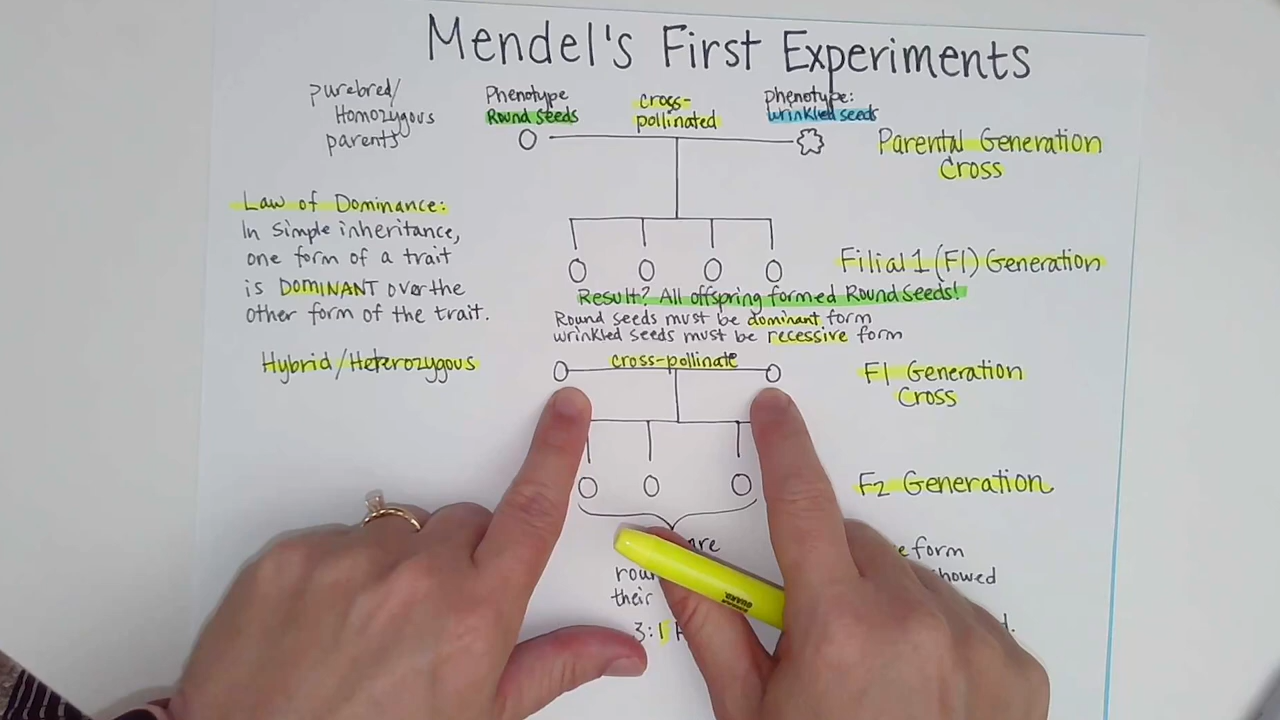 Mendel's First Experiments
purebred/
Homozygous
parents
Phenotype
Round Seeds
cross-
pollinated
phenotype:
wrinkled seeds
Parental Generation
Cross
Law of Dominance:
In simple inheritance,
one form of a trait
is DOMINANT over the
other form of the trait.
Filial 1 (F1) Generation
Result? All offspring formed Round Seeds!
Round seeds must be dominant form
wrinkled seeds must be recessive form
Hybrid/Heterozygous
cross-pollinate
F1 Generation
Cross
F2 Generation
form
showed
their
3:1